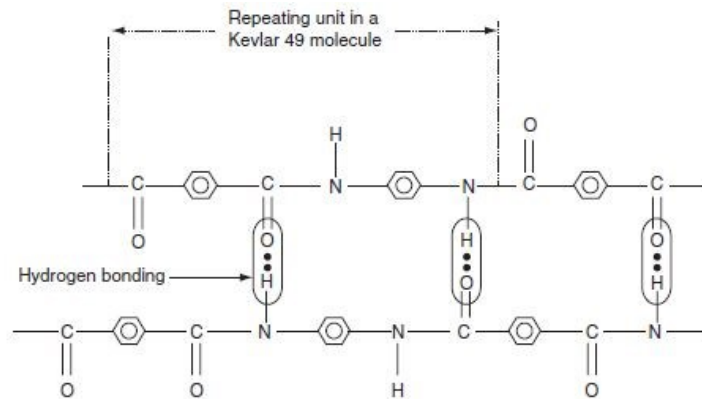 Repeating unit in a
Kevlar 49 molecule
O
H
C C N N C C
O O H O
Hydrogen bonding H O H
C C N N C C N
O O H O